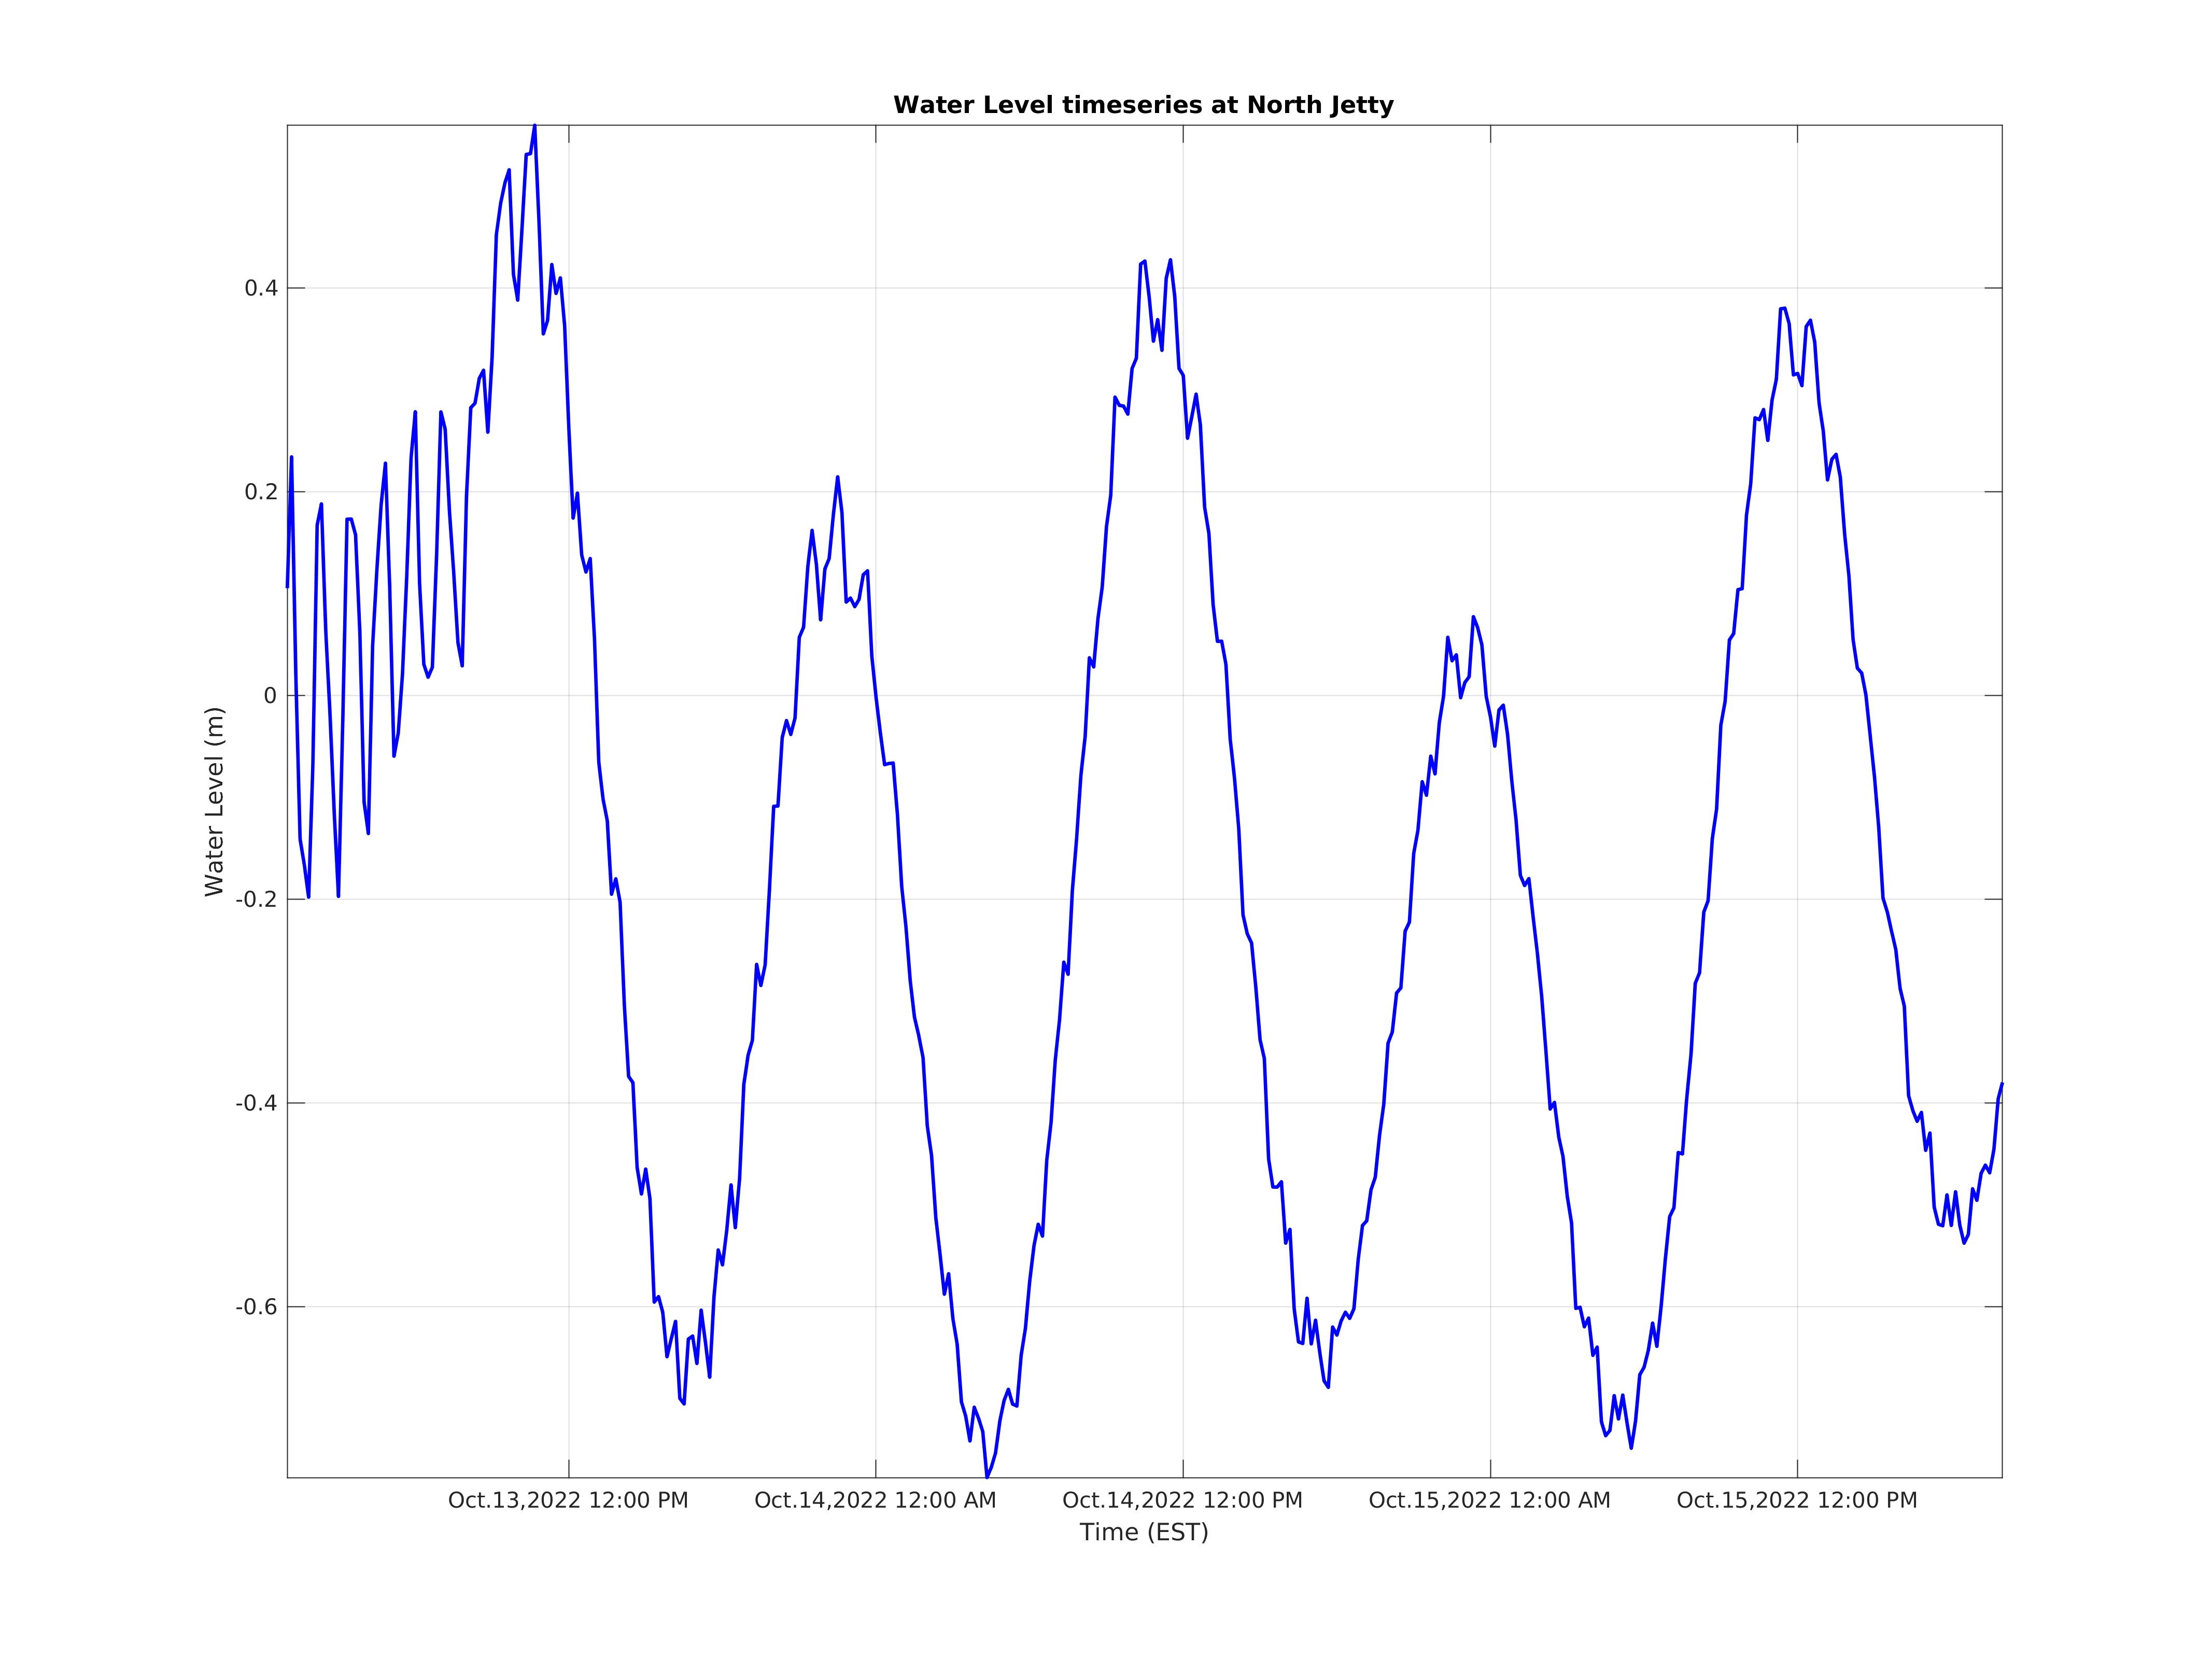 Water Level timeseries at North Jetty
0.4
0.2
0
-0.2
-0.4
-0.6
Water Level (m)
Oct.13,2022 12:00 PM
Oct.14,2022 12:00 AM
Oct.14,2022 12:00 PM
Oct.15,2022 12:00 AM
Oct.15,2022 12:00 PM
Time (EST)